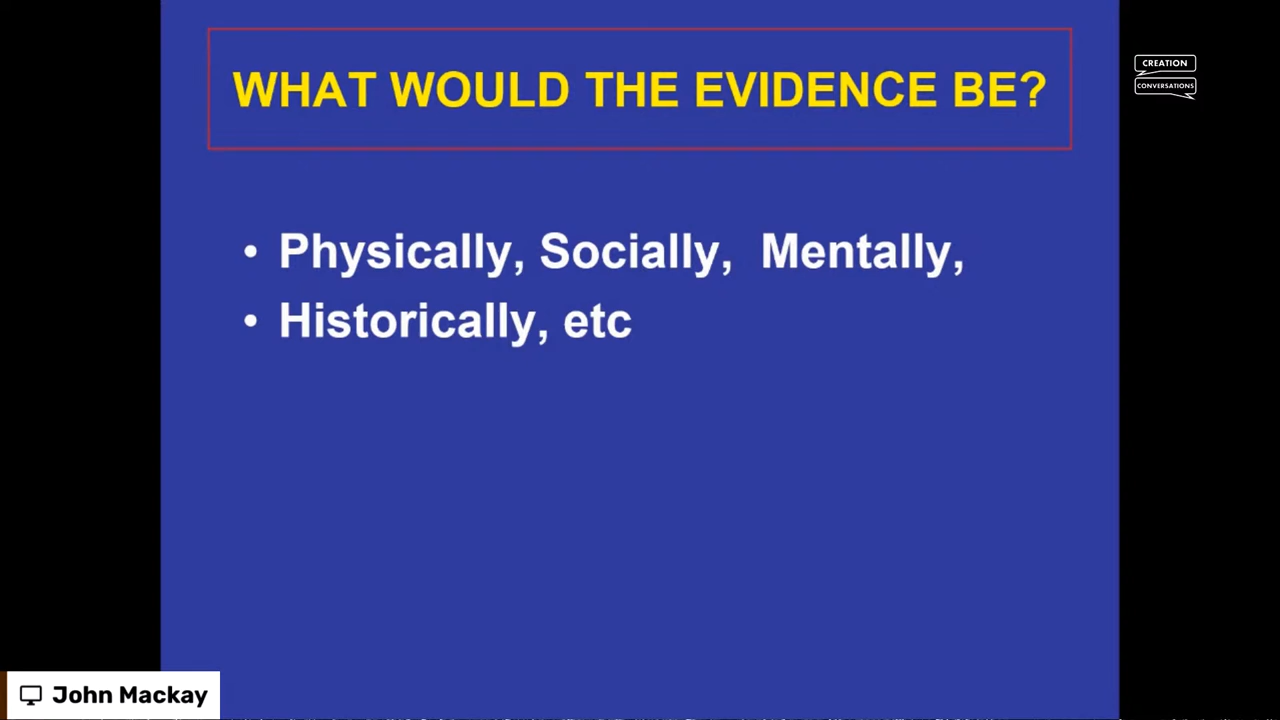 WHAT WOULD THE EVIDENCE BE?
CREATION
CONVERSATIONS
• Physically, Socially,  Mentally,
• Historically, etc
John Mackay